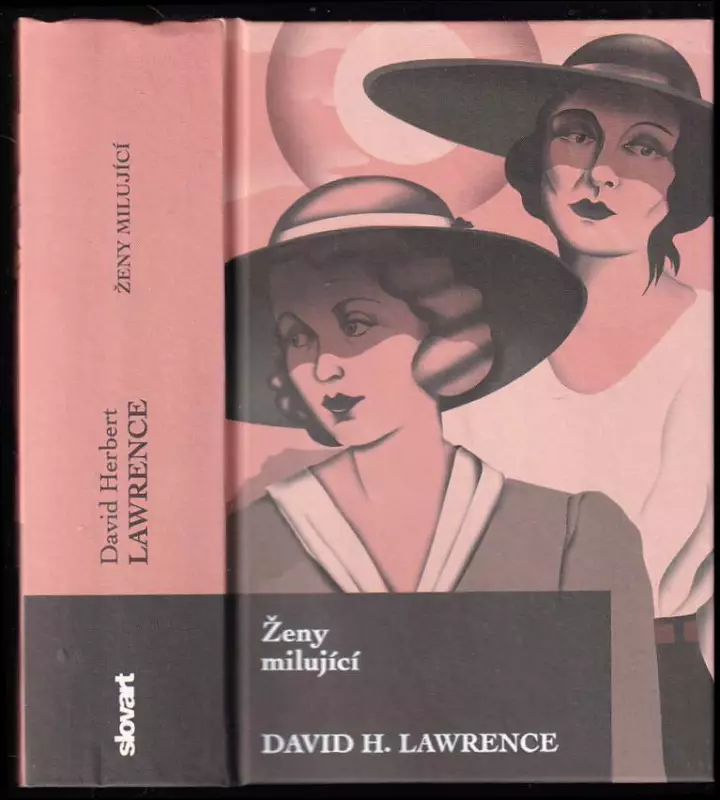 ŽENY MILUJÍCÍ
David Herbert
LAWRENCE
slovart
Ženy
milující
DAVID H. LAWRENCE